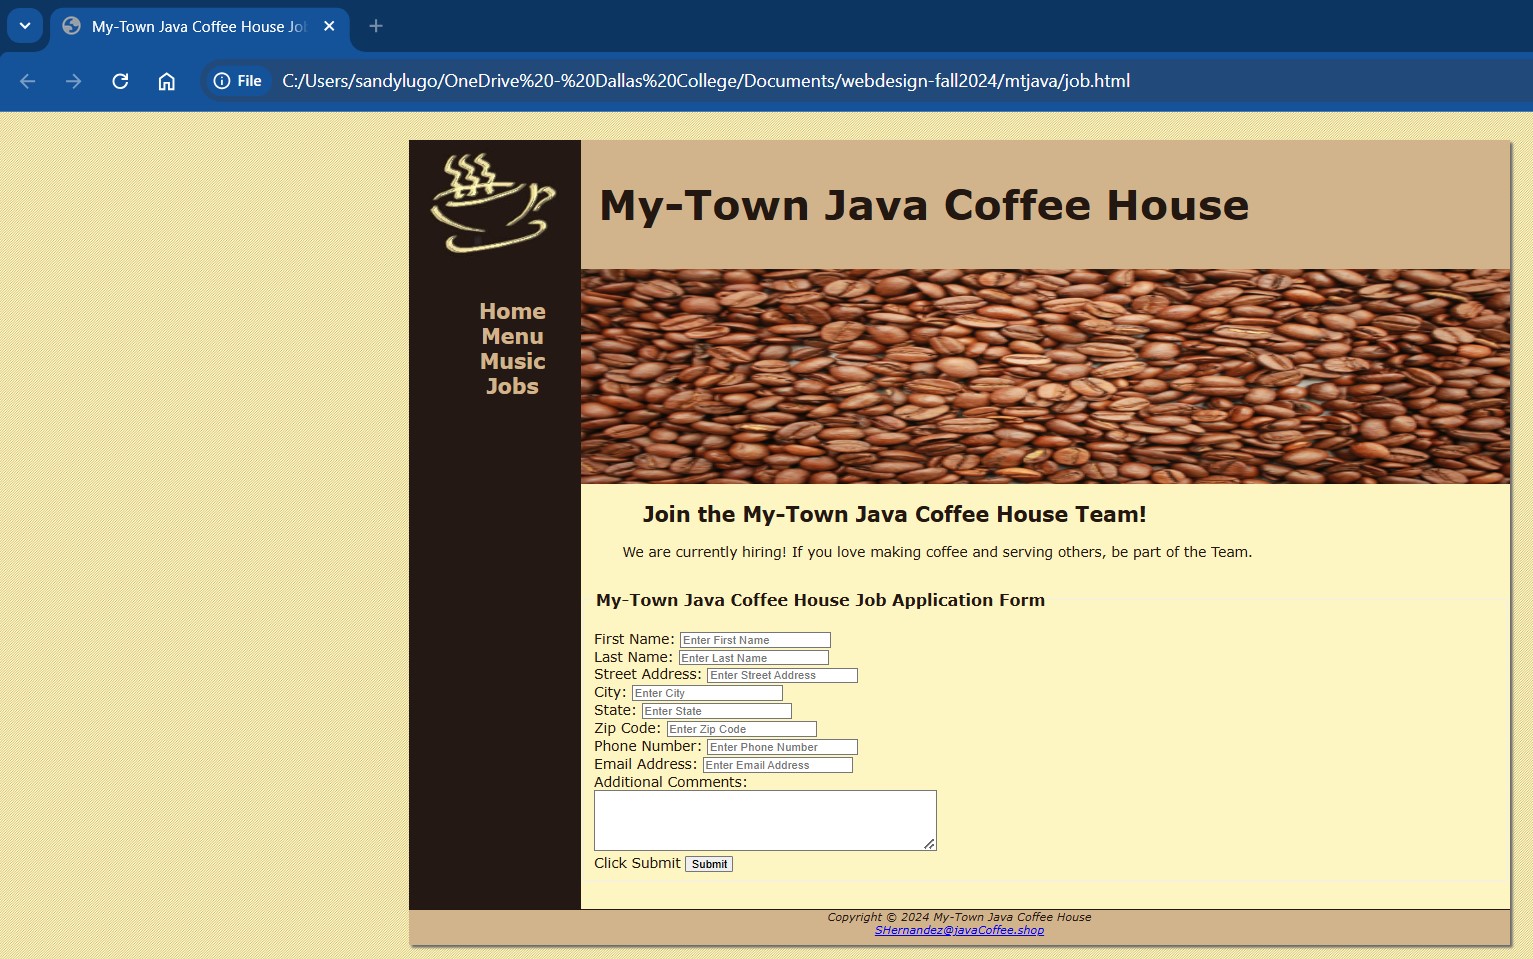 My-Town Java Coffee House Jo
File
C:/Users/sandylugo/OneDrive%20-%20Dallas%20College/Documents/webdesign-fall2024/mtjava/job.html
My-Town Java Coffee House
Home
Menu
Music
Jobs
Join the My-Town Java Coffee House Team!
We are currently hiring! If you love making coffee and serving others, be part of the Team.
My-Town Java Coffee House Job Application Form
First Name: Enter First Name
Last Name: Enter Last Name
Street Address: Enter Street Address
City: Enter City
State: Enter State
Zip Code: Enter Zip Code
Phone Number: Enter Phone Number
Email Address: Enter Email Address
Additional Comments:
Click Submit Submit
Copyright © 2024 My-Town Java Coffee House
SHernandez@javaCoffee.shop